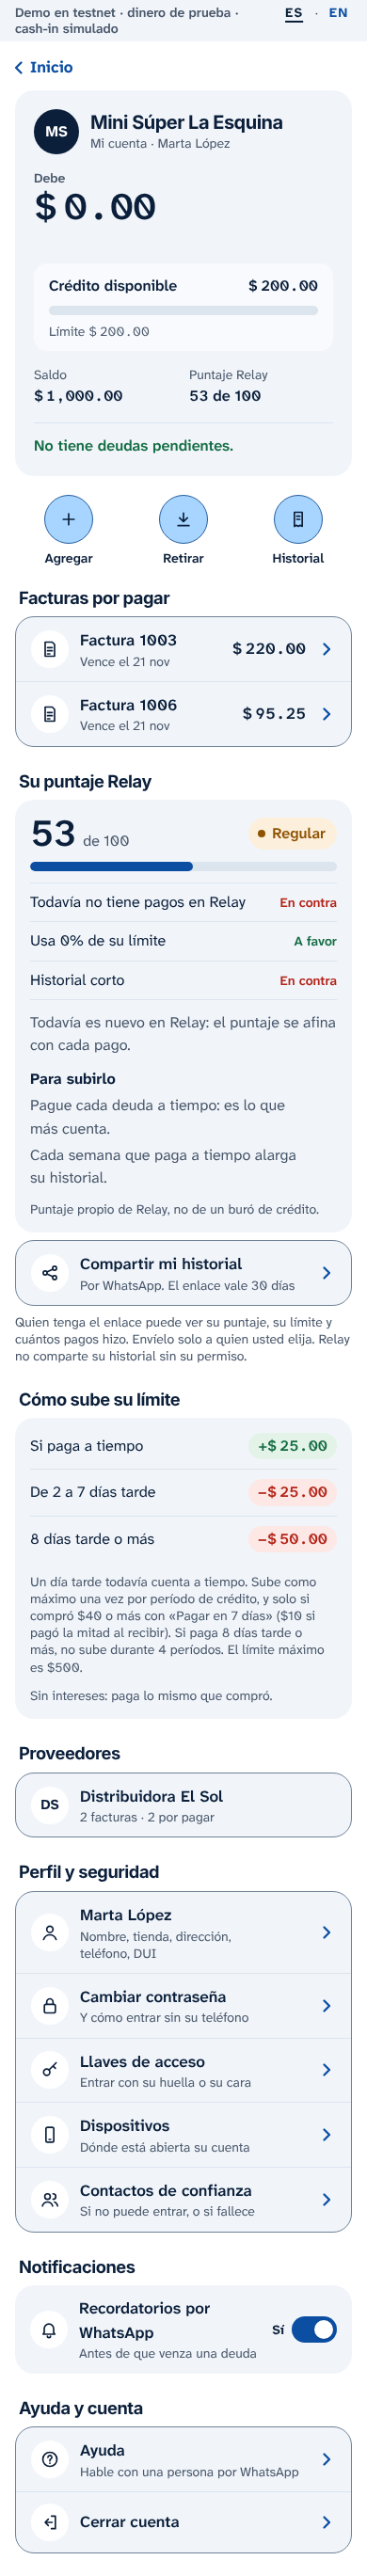 Demo en testnet · dinero de prueba · cash-in simulado
ES · EN
Inicio
MS
Mini Súper La Esquina
Mi cuenta · Marta López
Debe
$0.00
Crédito disponible $200.00
Límite $200.00
Saldo Puntaje Relay
$1,000.00 53 de 100
No tiene deudas pendientes.
Agregar Retirar Historial
Facturas por pagar
Factura 1003 $220.00
Vence el 21 nov
Factura 1006 $95.25
Vence el 21 nov
Su puntaje Relay
53 de 100 Regular
Todavía no tiene pagos en Relay En contra
Usa 0% de su límite A favor
Historial corto En contra
Todavía es nuevo en Relay: el puntaje se afina
con cada pago.
Para subirlo
Pague cada deuda a tiempo: es lo que
más cuenta.
Cada semana que paga a tiempo alarga
su historial.
Puntaje propio de Relay, no de un buró de crédito.
Compartir mi historial
Por WhatsApp. El enlace vale 30 días
Quien tenga el enlace puede ver su puntaje, su límite y
cuántos pagos hizo. Envíelo solo a quien usted elija. Relay
no comparte su historial sin su permiso.
Cómo sube su límite
Si paga a tiempo +$25.00
De 2 a 7 días tarde −$25.00
8 días tarde o más −$50.00
Un día tarde todavía cuenta a tiempo. Sube como
máximo una vez por período de crédito, y solo si
compró $40 o más con «Pagar en 7 días» ($10 si
pagó la mitad al recibir). Si paga 8 días tarde o
más, no sube durante 4 períodos. El límite máximo
es $500.
Sin intereses: paga lo mismo que compró.
Proveedores
DS
Distribuidora El Sol
2 facturas · 2 por pagar
Perfil y seguridad
Marta López
Nombre, tienda, dirección,
teléfono, DUI
Cambiar contraseña
Y cómo entrar sin su teléfono
Llaves de acceso
Entrar con su huella o su cara
Dispositivos
Dónde está abierta su cuenta
Contactos de confianza
Si no puede entrar, o si fallece
Notificaciones
Recordatorios por
WhatsApp
Sí
Antes de que venza una deuda
Ayuda y cuenta
Ayuda
Hable con una persona por WhatsApp
Cerrar cuenta